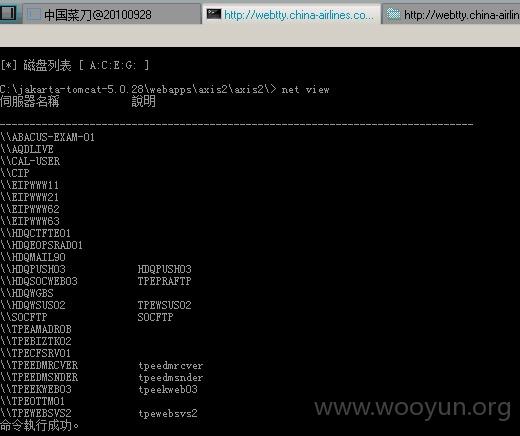 中国菜刀@20100928 http://webtty.china-airlines.co... http://webtty.
[*] 磁盘列表 [ A:C:E:G: ]
C:\jakarta-tomcat-5.0.28\webapps\axis2\axis2\> net view
伺服器名稱 說明
-------------------------------------------------------------------------------
\\ABACUS-EXAM-01
\\AQDLIVE
\\CAL-USER
\\CIP
\\EIPWWW11
\\EIPWWW21
\\EIPWWW62
\\EIPWWW63
\\HDQCTFTE01
\\HDQEOPSRAD01
\\HDQMAIL90
\\HDQPUSH03 HDQPUSH03
\\HDQSOCWEB03 TPEPRAFTP
\\HDQWGBS
\\HDQWSUS02 TPEWSUS02
\\SOCFTP SOCFTP
\\TPEAMADROB
\\TPEBIZTK02
\\TPECFSRV01
\\TPEEDMRCVER tpeedmrcver
\\TPEEDMSNDER tpeedmsnder
\\TPEEKWEB03 tpeekweb03
\\TPEOTTM01
\\TPEWEBSVS2 tpewebsvs2
命令执行成功。
www.wooyun.org